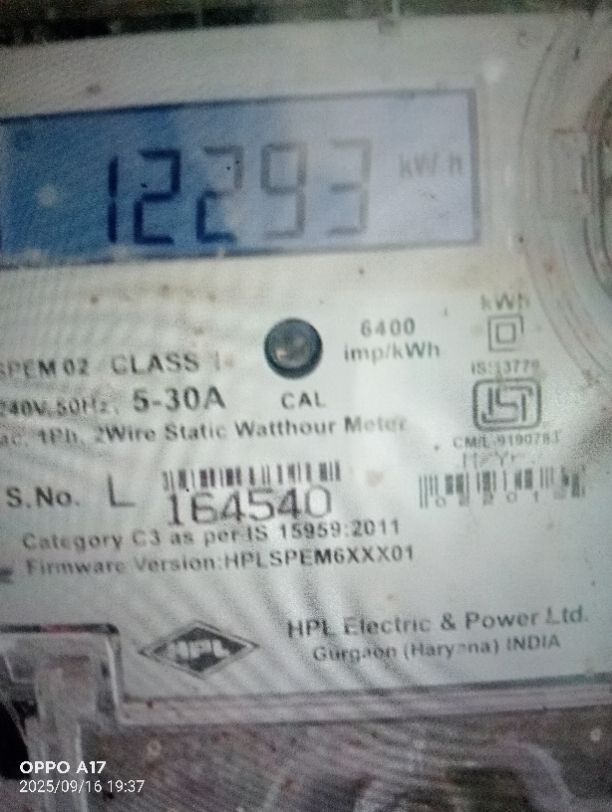 12293 kWh
kWh
6400
imp/kWh
SPEM 02 CLASS 1
IS:13779
240V, 50Hz, 5-30A
CAL
ac, 1Ph, 2Wire Static Watthour Meter
S.No. L 164540
Category C3 as per IS 15959:2011
Firmware Version:HPLSPEM6XXX01
HPL
HPL Electric & Power Ltd.
Gurgaon (Haryana) INDIA
OPPO A17
2025/09/16 19:37